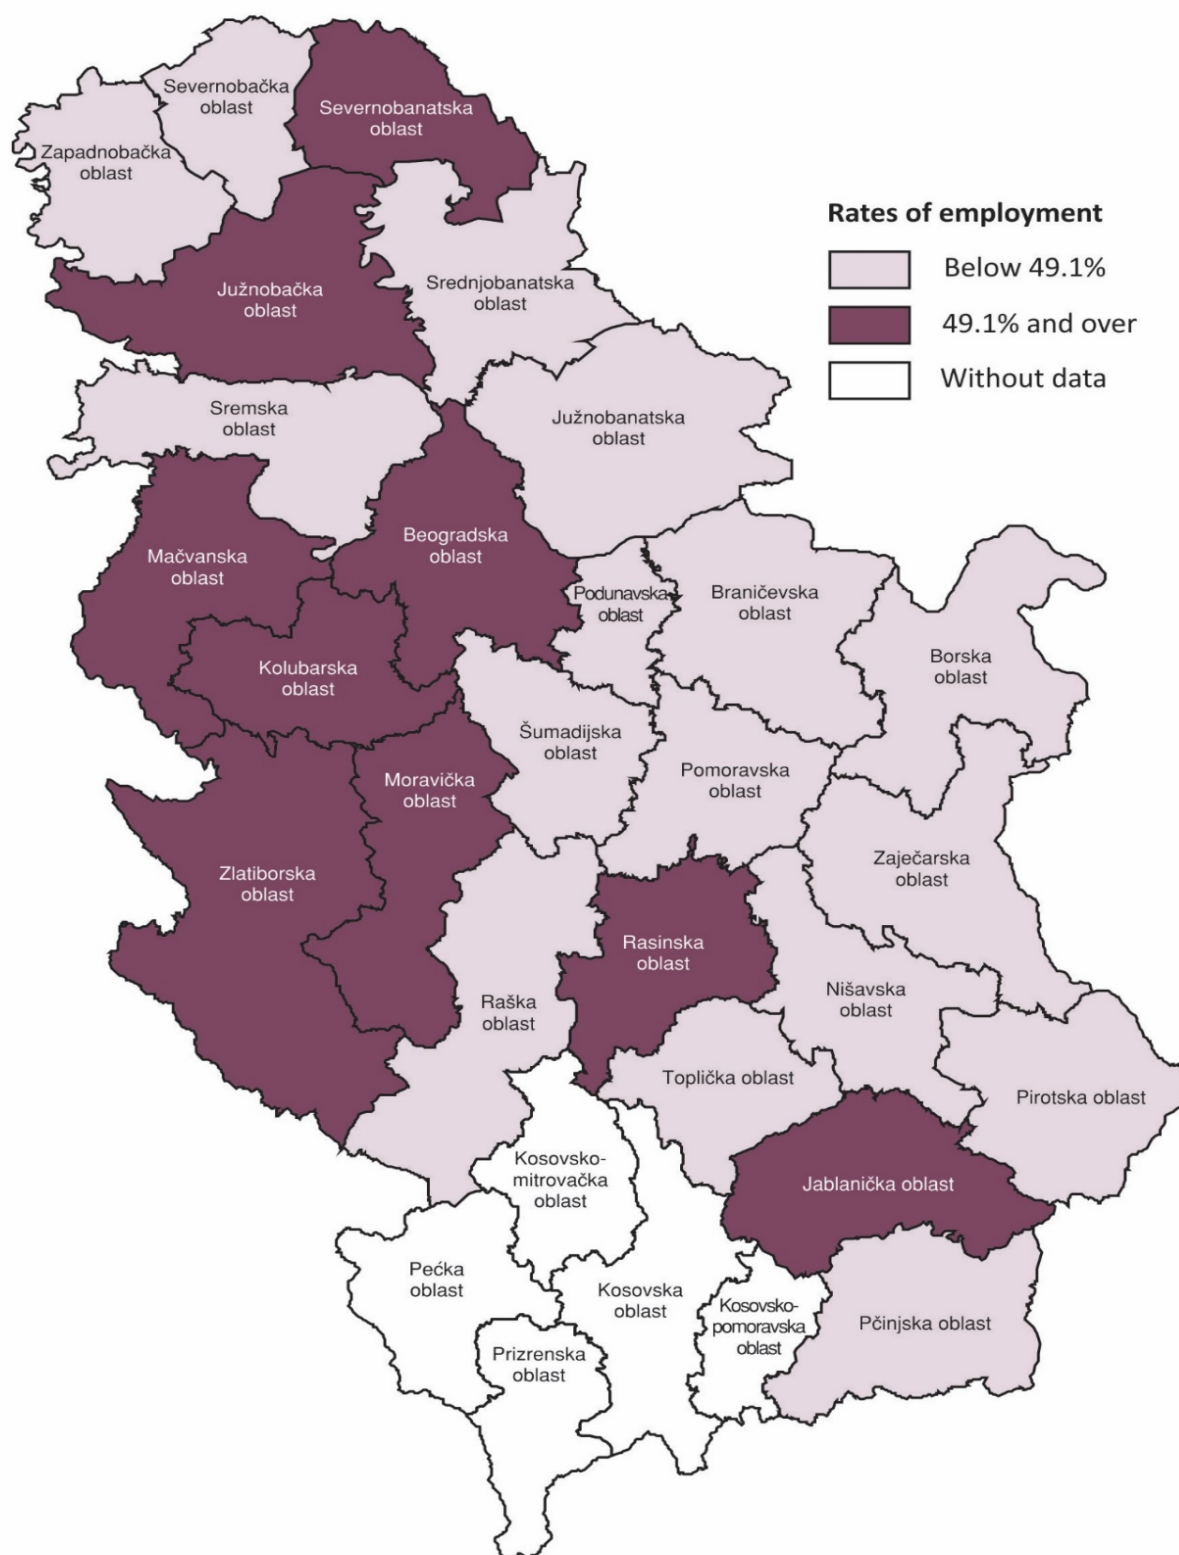 Severnobačka
oblast
Severnobanatska
oblast
Zapadnobačka
oblast
Rates of employment
Below 49.1%
49.1% and over
Without data
Južnobačka
oblast
Srednjobanatska
oblast
Sremska
oblast
Južnobanatska
oblast
Mačvanska
oblast
Beogradska
oblast
Podunavska
oblast
Braničevska
oblast
Kolubarska
oblast
Borska
oblast
Šumadijska
oblast
Moravička
oblast
Pomoravska
oblast
Zlatiborska
oblast
Zaječarska
oblast
Rasinska
oblast
Raška
oblast
Nišavska
oblast
Toplička oblast
Pirotska oblast
Kosovsko-
mitrovačka
oblast
Jablanička oblast
Pećka
oblast
Kosovska
oblast
Kosovsko-
pomoravska
oblast
Pčinjska oblast
Prizrenska
oblast